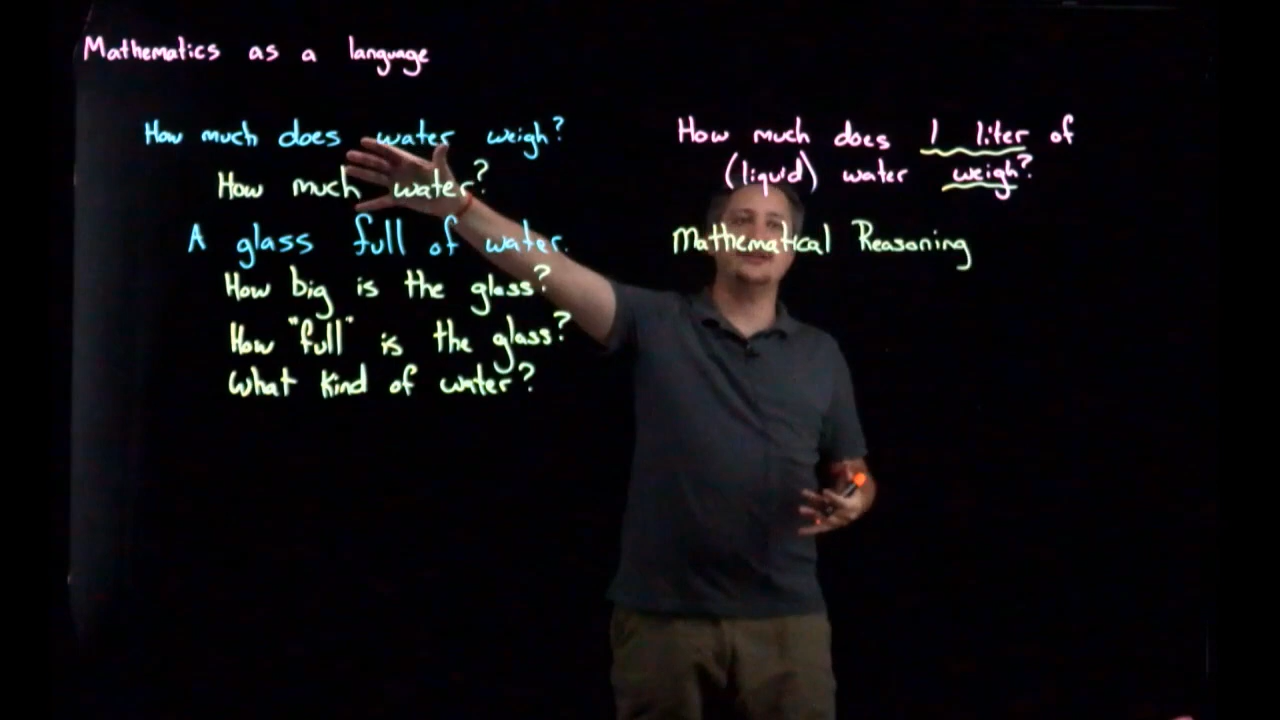 Mathematics as a language
How much does water weigh?
How much water?
A glass full of water.
How big is the glass?
How "full" is the glass?
What kind of water?
How much does 1 liter of
(liquid) water weigh?
Mathematical Reasoning